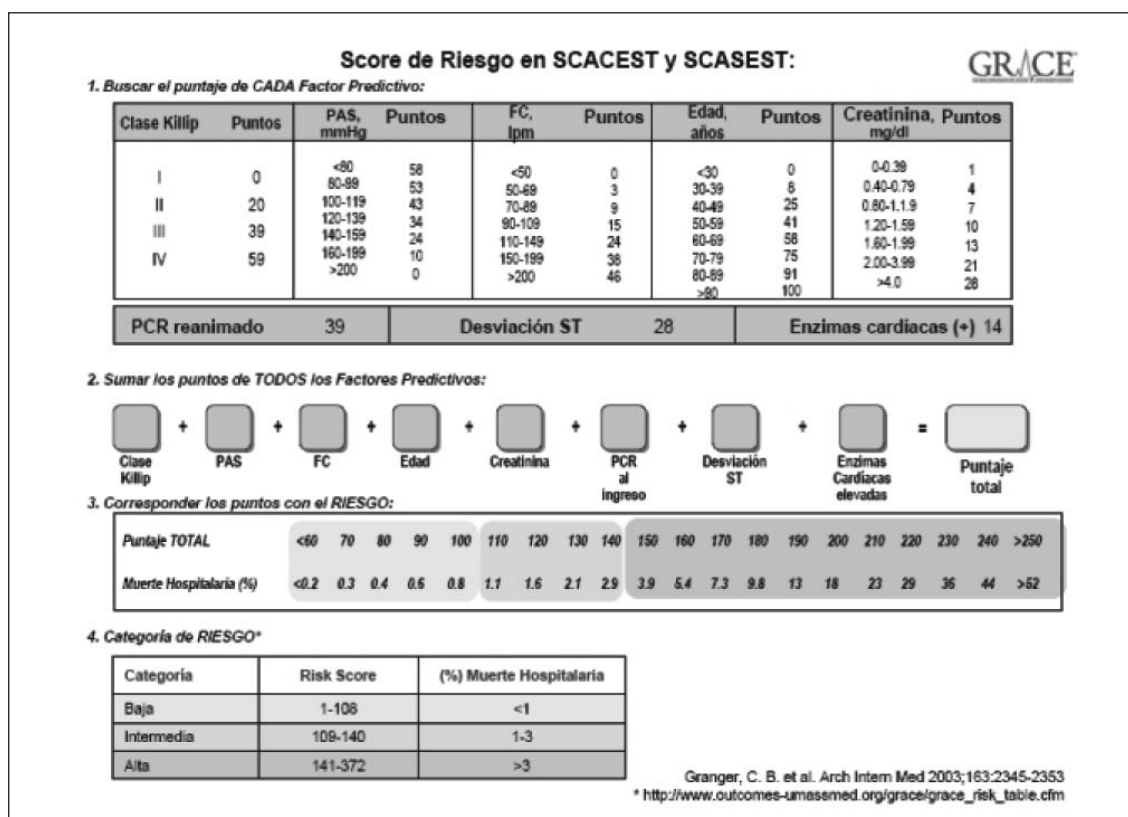 Score de Riesgo en SCACEST y SCASEST:
GRACE
1. Buscar el puntaje de CADA Factor Predictivo:
Clase Killip Puntos PAS, mmHg Puntos FC, lpm Puntos Edad, años Puntos Creatinina, mg/dl Puntos
I 0
II 20
III 39
IV 59
<80 58
80-99 53
100-119 43
120-139 34
140-159 24
160-199 10
>200 0
<50 0
50-69 3
70-89 9
90-109 15
110-149 24
150-199 38
>200 46
<30 0
30-39 8
40-49 25
50-59 41
60-69 58
70-79 75
80-89 91
>90 100
0-0.39 1
0.40-0.79 4
0.80-1.1.9 7
1.20-1.59 10
1.60-1.99 13
2.00-3.99 21
>4.0 28
PCR reanimado 39 Desviación ST 28 Enzimas cardíacas (+) 14
2. Sumar los puntos de TODOS los Factores Predictivos:
+ + + + + + + =
Clase Killip PAS FC Edad Creatinina PCR al ingreso Desviación ST Enzimas Cardíacas elevadas Puntaje total
3. Corresponder los puntos con el RIESGO:
Puntaje TOTAL <60 70 80 90 100 110 120 130 140 150 160 170 180 190 200 210 220 230 240 >250
Muerte Hospitalaria (%) <0.2 0.3 0.4 0.6 0.8 1.1 1.6 2.1 2.9 3.9 5.4 7.3 9.8 13 18 23 29 36 44 >52
4. Categoría de RIESGO*
Categoría Risk Score (%) Muerte Hospitalaria
Baja 1-108 <1
Intermedia 109-140 1-3
Alta 141-372 >3
Granger, C. B. et al. Arch Intern Med 2003;163:2345-2353
* http://www.outcomes-umassmed.org/grace/grace_risk_table.cfm